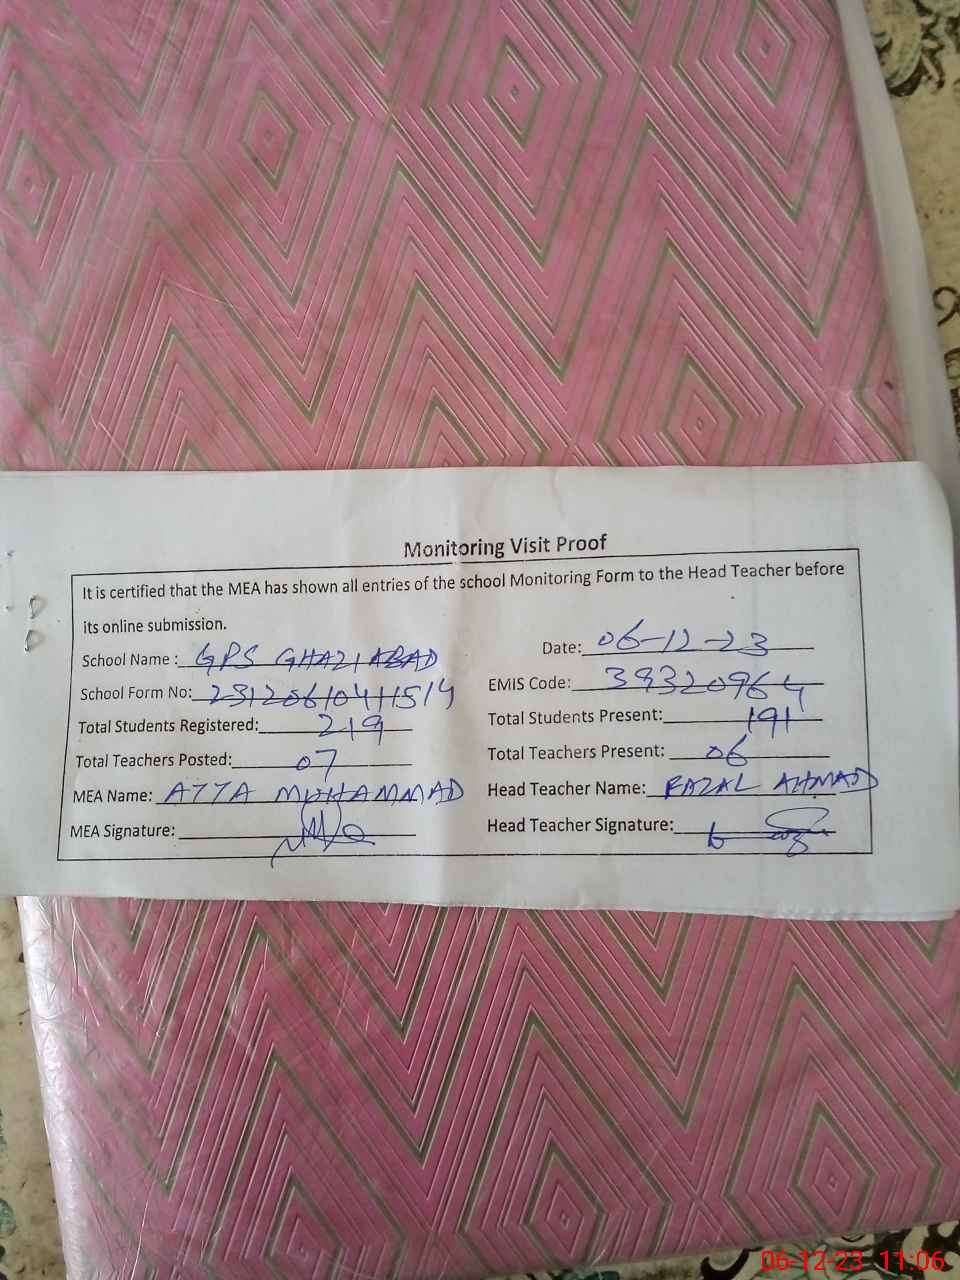 Monitoring Visit Proof
It is certified that the MEA has shown all entries of the school Monitoring Form to the Head Teacher before
its online submission.
School Name : GPS GHAZIABAD Date: 06-12-23
School Form No: 23120610411514 EMIS Code: 39320964
Total Students Registered: 219 Total Students Present: 191
Total Teachers Posted: 07 Total Teachers Present: 06
MEA Name: ATTA MUHAMMAD Head Teacher Name: FAZAL AHMAD
MEA Signature: Head Teacher Signature:
06-12-23 11:06